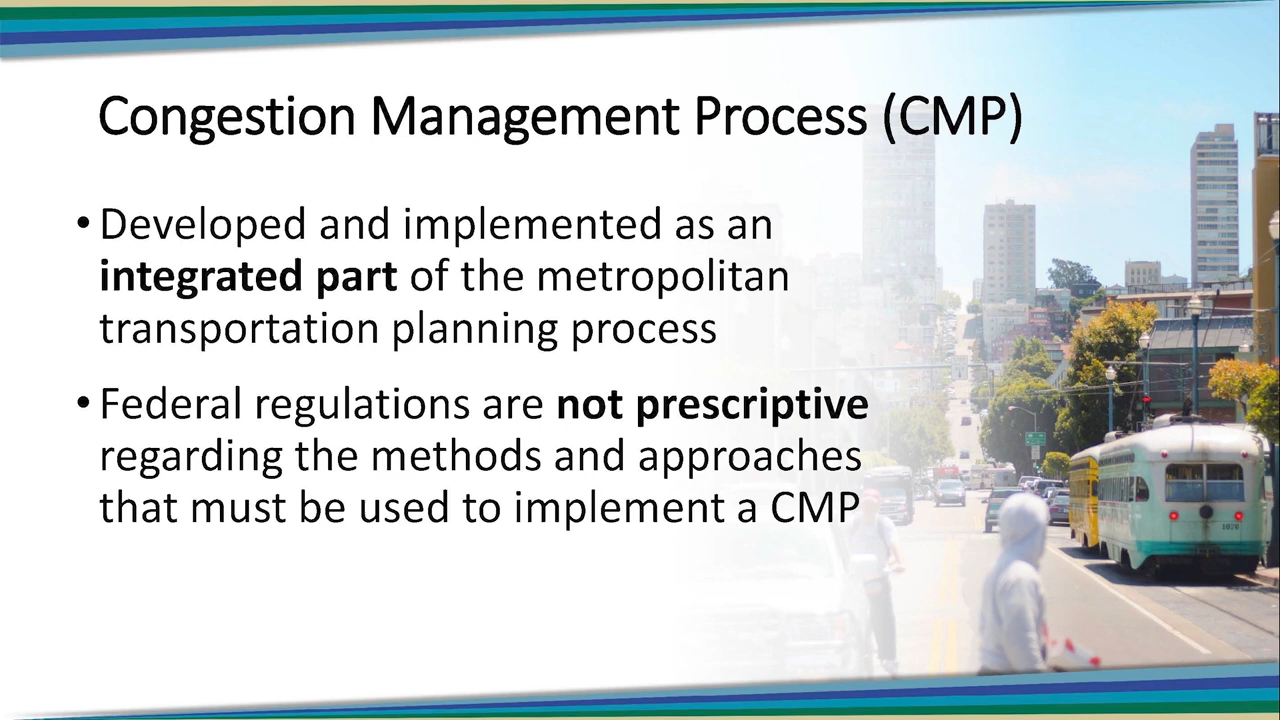 Congestion Management Process (CMP)
• Developed and implemented as an
integrated part of the metropolitan
transportation planning process
• Federal regulations are not prescriptive
regarding the methods and approaches
that must be used to implement a CMP